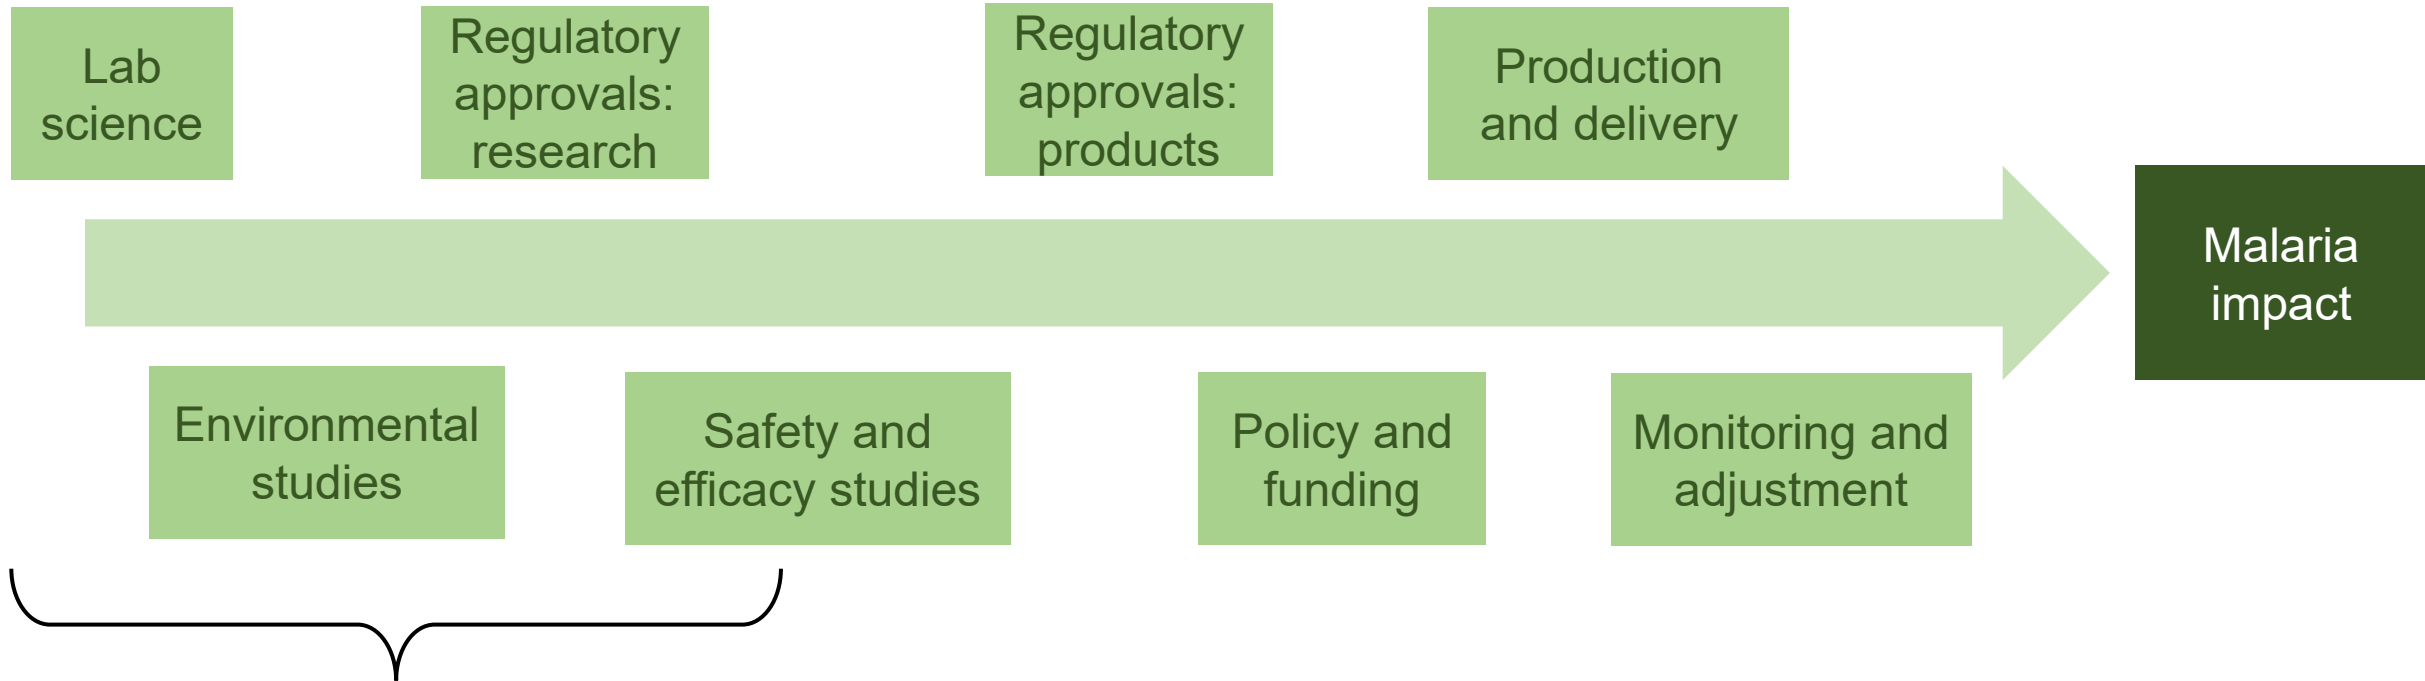 Lab
science
Regulatory
approvals:
research
Regulatory
approvals:
products
Production
and delivery
Malaria
impact
Environmental
studies
Safety and
efficacy studies
Policy and
funding
Monitoring and
adjustment